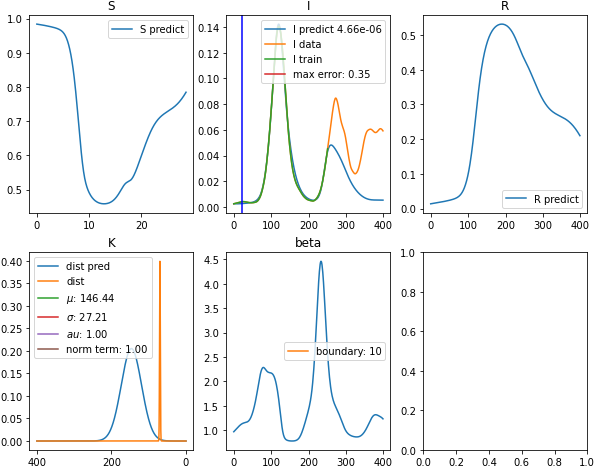 S
I
R
S predict
I predict 4.66e-06
I data
I train
max error: 0.35
R predict
1.0
0.9
0.8
0.7
0.6
0.5
0 10 20
0.14
0.12
0.10
0.08
0.06
0.04
0.02
0.00
0 100 200 300 400
0.5
0.4
0.3
0.2
0.1
0.0
0 100 200 300 400
K
beta
dist pred
dist
μ: 146.44
σ: 27.21
au: 1.00
norm term: 1.00
boundary: 10
0.40
0.35
0.30
0.25
0.20
0.15
0.10
0.05
0.00
400 200 0
4.5
4.0
3.5
3.0
2.5
2.0
1.5
1.0
0 100 200 300 400
1.0
0.8
0.6
0.4
0.2
0.0
0.0 0.2 0.4 0.6 0.8 1.0